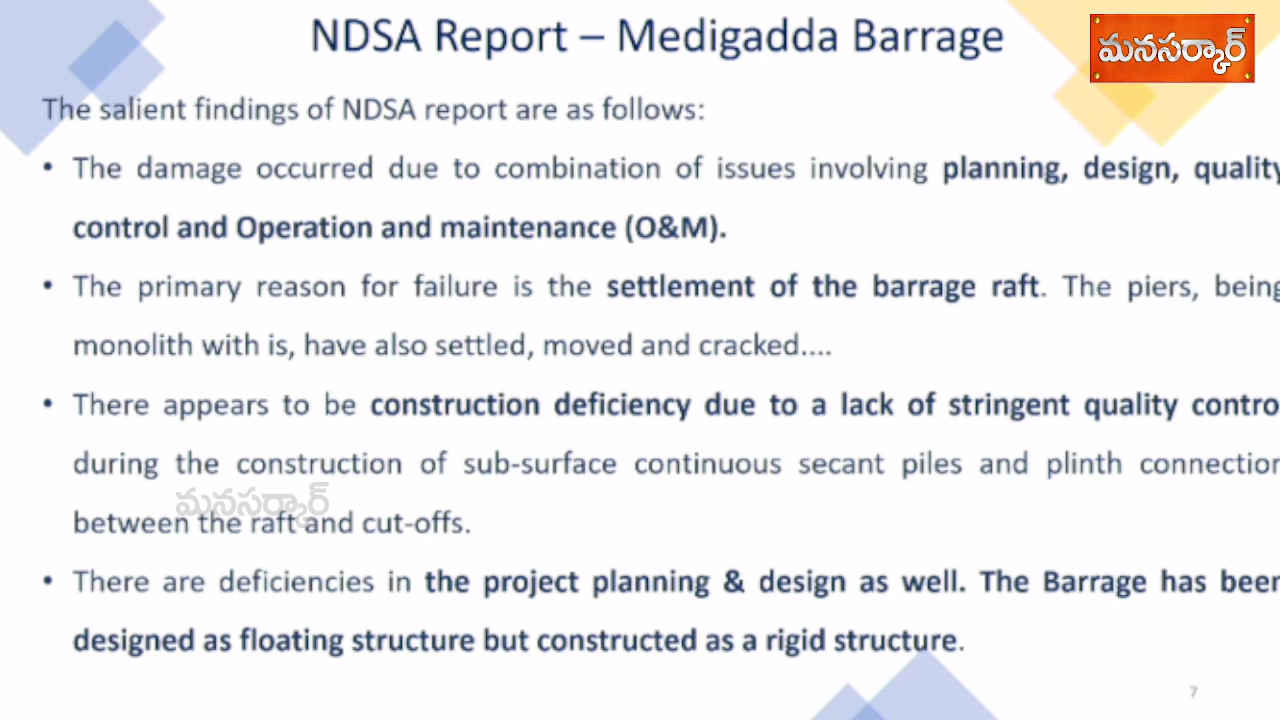 NDSA Report – Medigadda Barrage
మనసర్కార్
The salient findings of NDSA report are as follows:
• The damage occurred due to combination of issues involving planning, design, quality
control and Operation and maintenance (O&M).
• The primary reason for failure is the settlement of the barrage raft. The piers, being
monolith with is, have also settled, moved and cracked....
• There appears to be construction deficiency due to a lack of stringent quality contro
during the construction of sub-surface continuous secant piles and plinth connection
మనసర్కార్
between the raft and cut-offs.
• There are deficiencies in the project planning & design as well. The Barrage has been
designed as floating structure but constructed as a rigid structure.
7